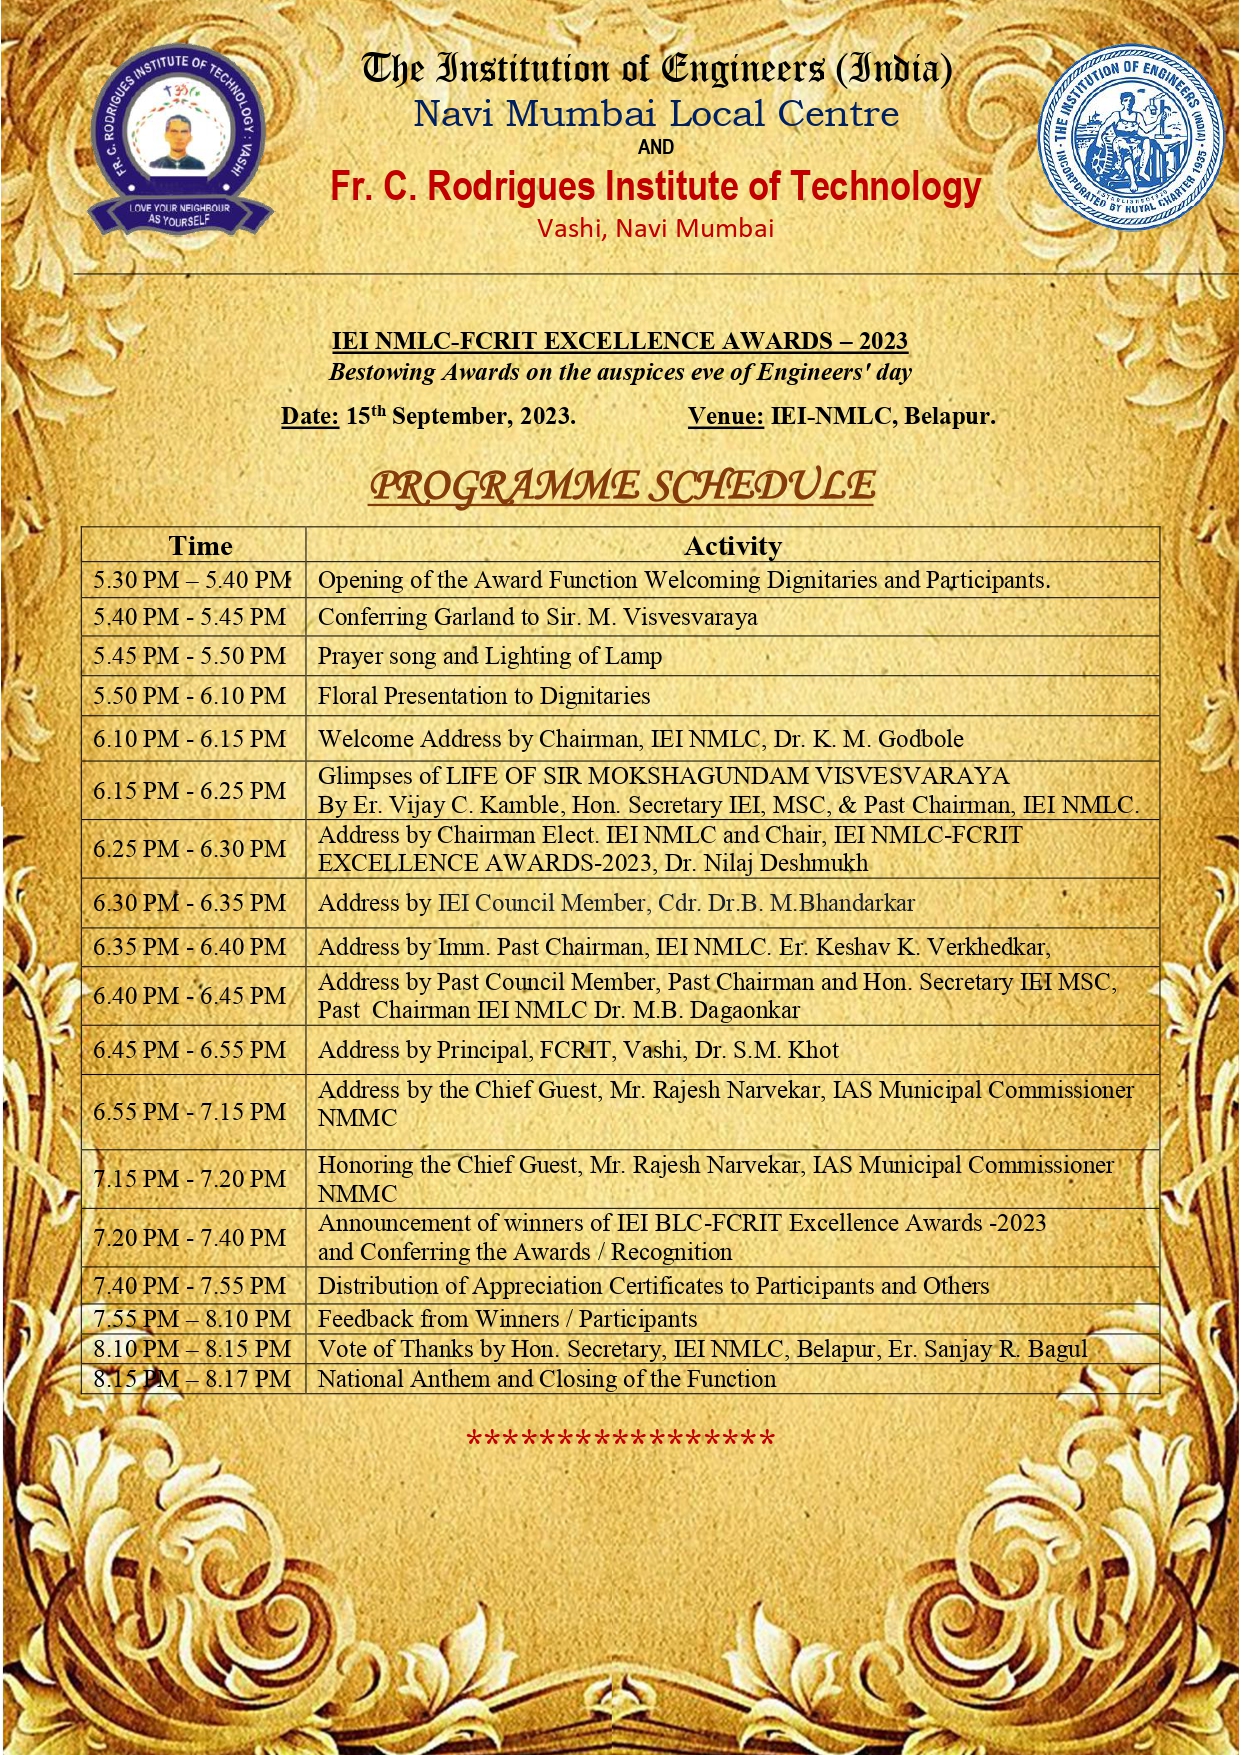 FR. C. RODRIGUES INSTITUTE OF TECHNOLOGY : VASHI
LOVE YOUR NEIGHBOUR
AS YOURSELF
The Institution of Engineers (India)
Navi Mumbai Local Centre
AND
Fr. C. Rodrigues Institute of Technology
Vashi, Navi Mumbai
THE INSTITUTION OF ENGINEERS (INDIA)
INCORPORATED BY ROYAL CHARTER 1935
IEI NMLC-FCRIT EXCELLENCE AWARDS – 2023
Bestowing Awards on the auspices eve of Engineers' day
Date: 15th September, 2023. Venue: IEI-NMLC, Belapur.
PROGRAMME SCHEDULE
Time Activity
5.30 PM – 5.40 PM Opening of the Award Function Welcoming Dignitaries and Participants.
5.40 PM - 5.45 PM Conferring Garland to Sir. M. Visvesvaraya
5.45 PM - 5.50 PM Prayer song and Lighting of Lamp
5.50 PM - 6.10 PM Floral Presentation to Dignitaries
6.10 PM - 6.15 PM Welcome Address by Chairman, IEI NMLC, Dr. K. M. Godbole
6.15 PM - 6.25 PM Glimpses of LIFE OF SIR MOKSHAGUNDAM VISVESVARAYA
By Er. Vijay C. Kamble, Hon. Secretary IEI, MSC, & Past Chairman, IEI NMLC.
6.25 PM - 6.30 PM Address by Chairman Elect. IEI NMLC and Chair, IEI NMLC-FCRIT
EXCELLENCE AWARDS-2023, Dr. Nilaj Deshmukh
6.30 PM - 6.35 PM Address by IEI Council Member, Cdr. Dr.B. M.Bhandarkar
6.35 PM - 6.40 PM Address by Imm. Past Chairman, IEI NMLC. Er. Keshav K. Verkhedkar,
6.40 PM - 6.45 PM Address by Past Council Member, Past Chairman and Hon. Secretary IEI MSC,
Past Chairman IEI NMLC Dr. M.B. Dagaonkar
6.45 PM - 6.55 PM Address by Principal, FCRIT, Vashi, Dr. S.M. Khot
6.55 PM - 7.15 PM Address by the Chief Guest, Mr. Rajesh Narvekar, IAS Municipal Commissioner
NMMC
7.15 PM - 7.20 PM Honoring the Chief Guest, Mr. Rajesh Narvekar, IAS Municipal Commissioner
NMMC
7.20 PM - 7.40 PM Announcement of winners of IEI BLC-FCRIT Excellence Awards -2023
and Conferring the Awards / Recognition
7.40 PM - 7.55 PM Distribution of Appreciation Certificates to Participants and Others
7.55 PM – 8.10 PM Feedback from Winners / Participants
8.10 PM – 8.15 PM Vote of Thanks by Hon. Secretary, IEI NMLC, Belapur, Er. Sanjay R. Bagul
8.15 PM – 8.17 PM National Anthem and Closing of the Function
*****************